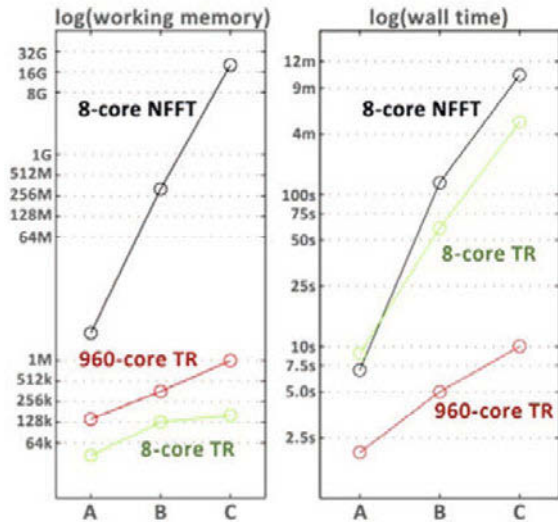 log(working memory)
32G
16G
8G
8-core NFFT
1G
512M
256M
128M
64M
1M
960-core TR
512k
256k
128k
64k
8-core TR
A B C
log(wall time)
12m
9m
8-core NFFT
4m
100s
75s
50s
8-core TR
25s
10s
7.5s
5.0s
960-core TR
2.5s
A B C